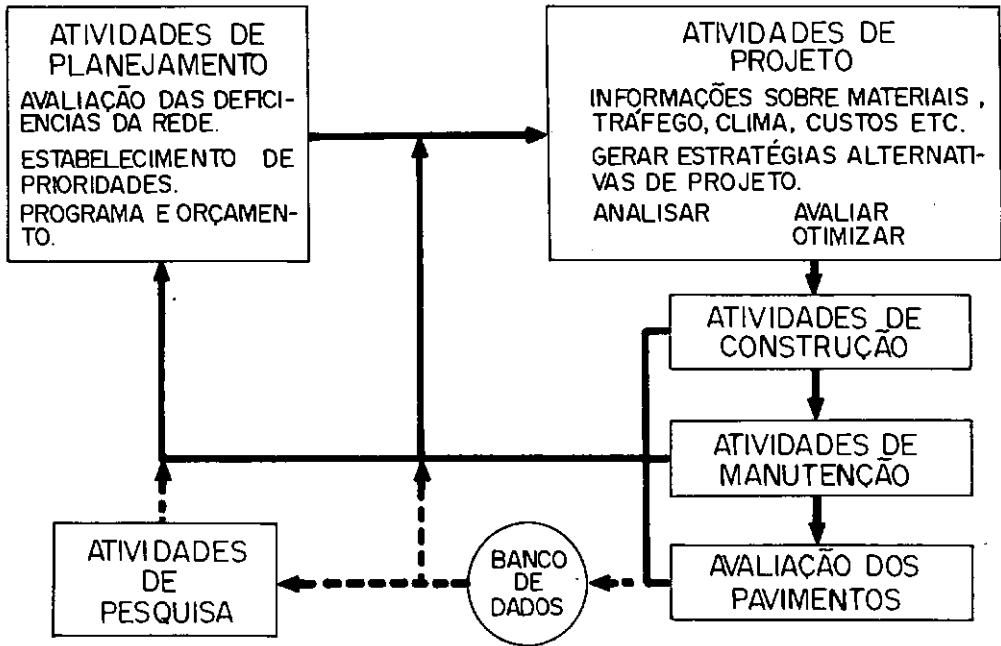 ATIVIDADES DE
PLANEJAMENTO
AVALIAÇÃO DAS DEFICI-
ENCIAS DA REDE.
ESTABELECIMENTO DE
PRIORIDADES.
PROGRAMA E ORÇAMEN-
TO.
ATIVIDADES DE
PROJETO
INFORMAÇÕES SOBRE MATERIAIS,
TRÁFEGO, CLIMA, CUSTOS ETC.
GERAR ESTRATÉGIAS ALTERNATI-
VAS DE PROJETO.
ANALISAR AVALIAR
OTIMIZAR
ATIVIDADES DE
CONSTRUÇÃO
ATIVIDADES DE
MANUTENÇÃO
AVALIAÇÃO DOS
PAVIMENTOS
BANCO
DE
DADOS
ATIVIDADES
DE
PESQUISA